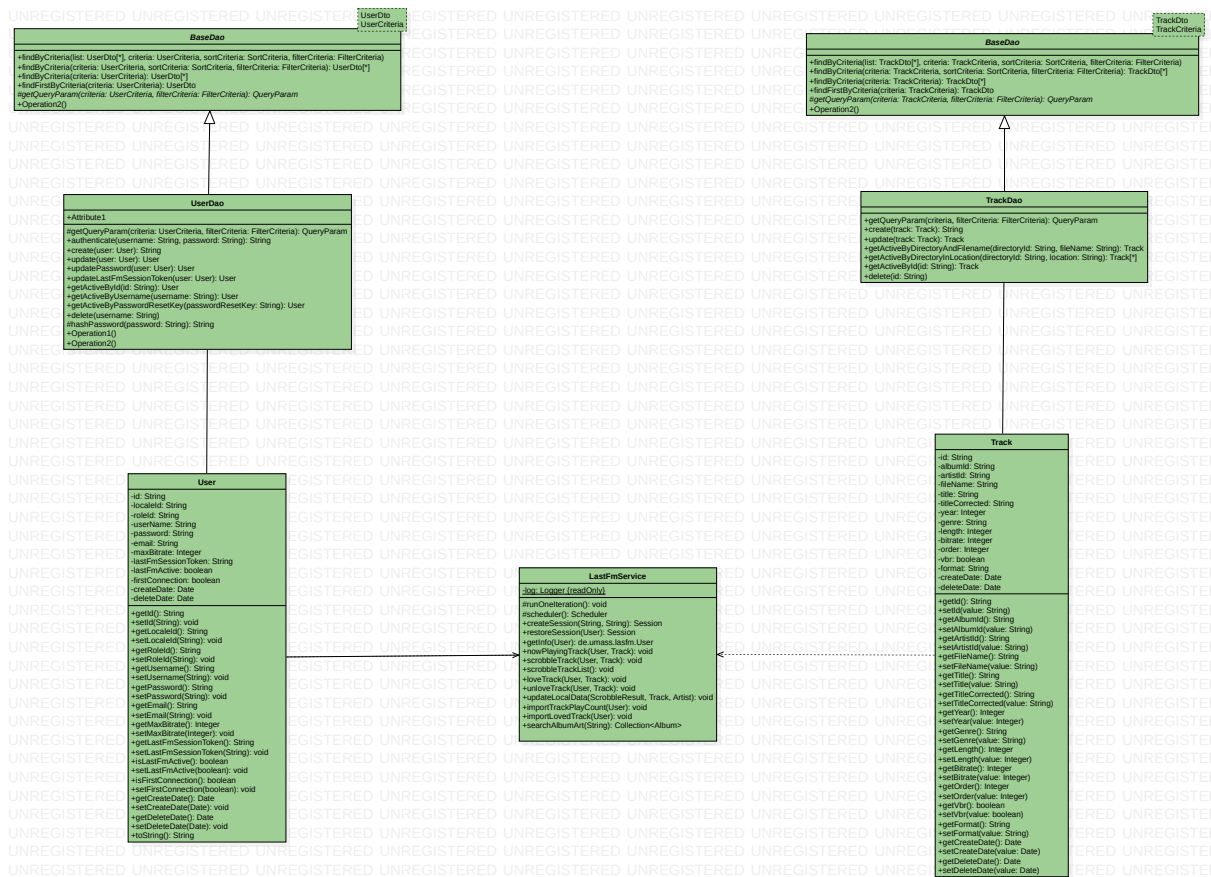 UserDto
UserCriteria
BaseDao
+findByCriteria(list: UserDto[*], criteria: UserCriteria, sortCriteria: SortCriteria, filterCriteria: FilterCriteria)
+findByCriteria(criteria: UserCriteria, sortCriteria: SortCriteria, filterCriteria: FilterCriteria): UserDto[*]
+findByCriteria(criteria: UserCriteria): UserDto[*]
+findFirstByCriteria(criteria: UserCriteria): UserDto
#getQueryParam(criteria: UserCriteria, filterCriteria: FilterCriteria): QueryParam
+Operation2()
TrackDto
TrackCriteria
BaseDao
+findByCriteria(list: TrackDto[*], criteria: TrackCriteria, sortCriteria: SortCriteria, filterCriteria: FilterCriteria)
+findByCriteria(criteria: TrackCriteria, sortCriteria: SortCriteria, filterCriteria: FilterCriteria): TrackDto[*]
+findByCriteria(criteria: TrackCriteria): TrackDto[*]
+findFirstByCriteria(criteria: TrackCriteria): TrackDto
#getQueryParam(criteria: TrackCriteria, filterCriteria: FilterCriteria): QueryParam
+Operation2()
UserDao
+Attribute1
#getQueryParam(criteria: UserCriteria, filterCriteria: FilterCriteria): QueryParam
+authenticate(username: String, password: String): String
+create(user: User): String
+update(user: User): User
+updatePassword(user: User): User
+updateLastFmSessionToken(user: User): User
+getActiveById(id: String): User
+getActiveByUsername(username: String): User
+getActiveByPasswordResetKey(passwordResetKey: String): User
+delete(username: String)
#hashPassword(password: String): String
+Operation1()
+Operation2()
TrackDao
+getQueryParam(criteria, filterCriteria: FilterCriteria): QueryParam
+create(track: Track): String
+update(track: Track): Track
+getActiveByDirectoryAndFilename(directoryId: String, fileName: String): Track
+getActiveByDirectoryInLocation(directoryId: String, location: String): Track[*]
+getActiveById(id: String): Track
+delete(id: String)
User
-id: String
-localeId: String
-roleId: String
-userName: String
-password: String
-email: String
-maxBitrate: Integer
-lastFmSessionToken: String
-lastFmActive: boolean
-firstConnection: boolean
-createDate: Date
-deleteDate: Date
+getId(): String
+setId(String): void
+getLocaleId(): String
+setLocaleId(String): void
+getRoleId(): String
+setRoleId(String): void
+getUsername(): String
+setUsername(String): void
+getPassword(): String
+setPassword(String): void
+getEmail(): String
+setEmail(String): void
+getMaxBitrate(): Integer
+setMaxBitrate(Integer): void
+getLastFmSessionToken(): String
+setLastFmSessionToken(String): void
+isLastFmActive(): boolean
+setLastFmActive(boolean): void
+isFirstConnection(): boolean
+setFirstConnection(boolean): void
+getCreateDate(): Date
+setCreateDate(Date): void
+getDeleteDate(): Date
+setDeleteDate(Date): void
+toString(): String
LastFmService
-log: Logger {readOnly}
#runOneIteration(): void
#scheduler(): Scheduler
+createSession(String, String): Session
+restoreSession(User): Session
+getInfo(User): de.umass.lasfm.User
+nowPlayingTrack(User, Track): void
+scrobbleTrack(User, Track): void
+scrobbleTrackList(): void
+loveTrack(User, Track): void
+unloveTrack(User, Track): void
+updateLocalData(ScrobbleResult, Track, Artist): void
+importTrackPlayCount(User): void
+importLovedTrack(User): void
+searchAlbumArt(String): Collection<Album>
Track
-id: String
-albumId: String
-artistId: String
-fileName: String
-title: String
-titleCorrected: String
-year: Integer
-genre: String
-length: Integer
-bitrate: Integer
-order: Integer
-vbr: boolean
-format: String
-createDate: Date
-deleteDate: Date
+getId(): String
+setId(value: String)
+getAlbumId(): String
+setAlbumId(value: String)
+getArtistId(): String
+setArtistId(value: String)
+getFileName(): String
+setFileName(value: String)
+getTitle(): String
+setTitle(value: String)
+getTitleCorrected(): String
+setTitleCorrected(value: String)
+getYear(): Integer
+setYear(value: Integer)
+getGenre(): String
+setGenre(value: String)
+getLength(): Integer
+setLength(value: Integer)
+getBitrate(): Integer
+setBitrate(value: Integer)
+getOrder(): Integer
+setOrder(value: Integer)
+getVbr(): boolean
+setVbr(value: boolean)
+getFormat(): String
+setFormat(value: String)
+getCreateDate(): Date
+setCreateDate(value: Date)
+getDeleteDate(): Date
+setDeleteDate(value: Date)